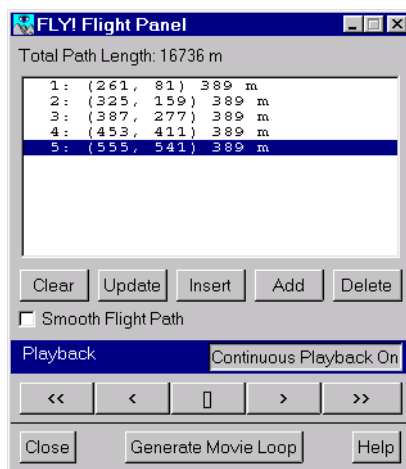 FLY! Flight Panel
Total Path Length: 16736 m
1: (261, 81) 389 m
2: (325, 159) 389 m
3: (387, 277) 389 m
4: (453, 411) 389 m
5: (555, 541) 389 m
Clear Update Insert Add Delete
Smooth Flight Path
Playback Continuous Playback On
<< < [] > >>
Close Generate Movie Loop Help